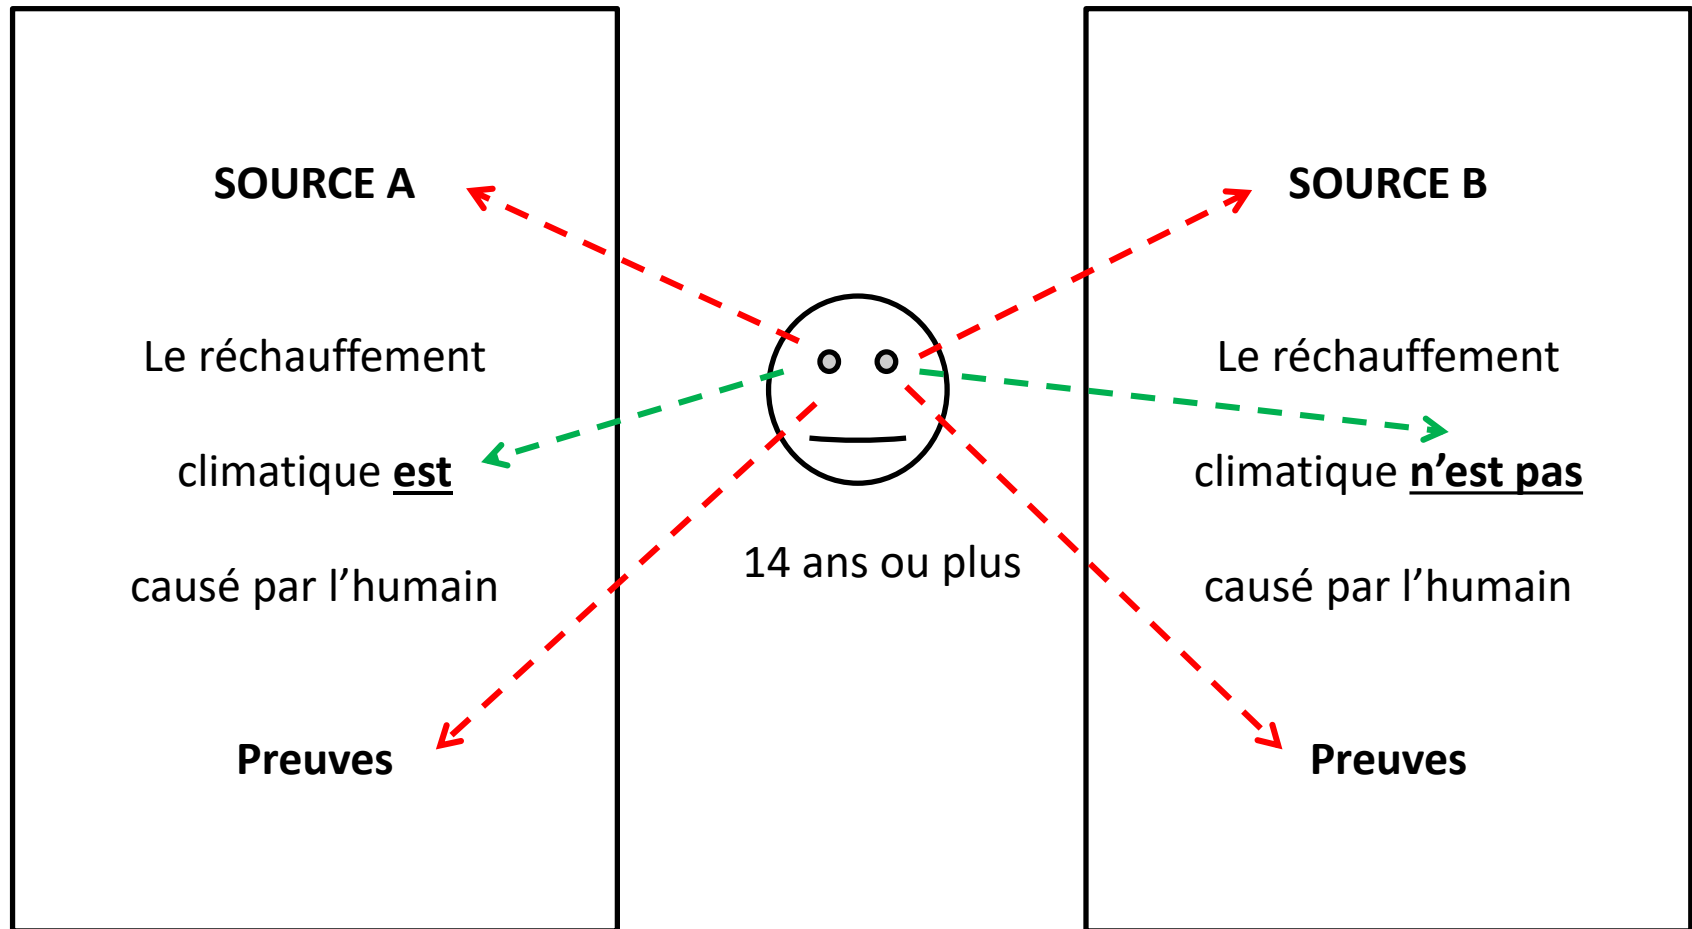 SOURCE A
Le réchauffement
climatique est
causé par l’humain
Preuves
14 ans ou plus
SOURCE B
Le réchauffement
climatique n’est pas
causé par l’humain
Preuves